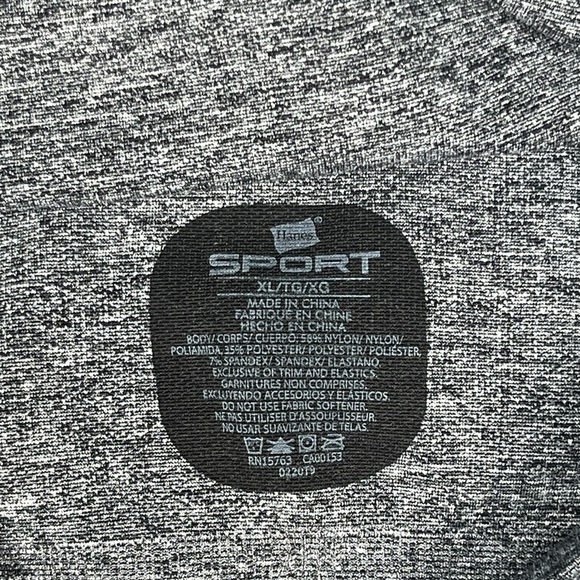 Hanes®
SPORT
XL/TG/XG
MADE IN CHINA
FABRIQUÉ EN CHINE
HECHO EN CHINA
BODY/ CORPS/ CUERPO: 58% NYLON/ NYLON/
POLIAMIDA. 35% POLYESTER/ POLYESTER/ POLIESTER.
7% SPANDEX/ SPANDEX/ ELASTANO.
EXCLUSIVE OF TRIM AND ELASTICS.
GARNITURES NON COMPRISES.
EXCLUYENDO ACCESORIOS Y ELÁSTICOS.
DO NOT USE FABRIC SOFTENER.
NE PAS UTILISER D'ASSOUPLISSEUR.
NO USAR SUAVIZANTE DE TELAS.
RN15763 CA00153
0220T9